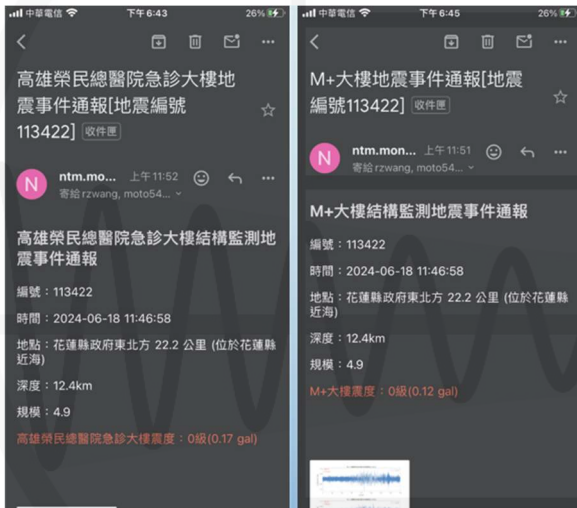 中華電信
下午6:43
26%
高雄榮民總醫院急診大樓地
震事件通報[地震編號
113422] 收件匣
N
ntm.mo... 上午11:52
寄給 rzwang, moto54...
高雄榮民總醫院急診大樓結構監測地
震事件通報
編號:113422
時間:2024-06-18 11:46:58
地點:花蓮縣政府東北方 22.2 公里 (位於花蓮縣
近海)
深度:12.4km
規模:4.9
高雄榮民總醫院急診大樓震度:0級(0.17 gal)
中華電信
下午6:45
26%
M+大樓地震事件通報[地震
編號113422] 收件匣
N
ntm.mon... 上午11:51
寄給 rzwang, moto54...
M+大樓結構監測地震事件通報
編號:113422
時間:2024-06-18 11:46:58
地點:花蓮縣政府東北方 22.2 公里 (位於花蓮縣
近海)
深度:12.4km
規模:4.9
M+大樓震度:0級(0.12 gal)